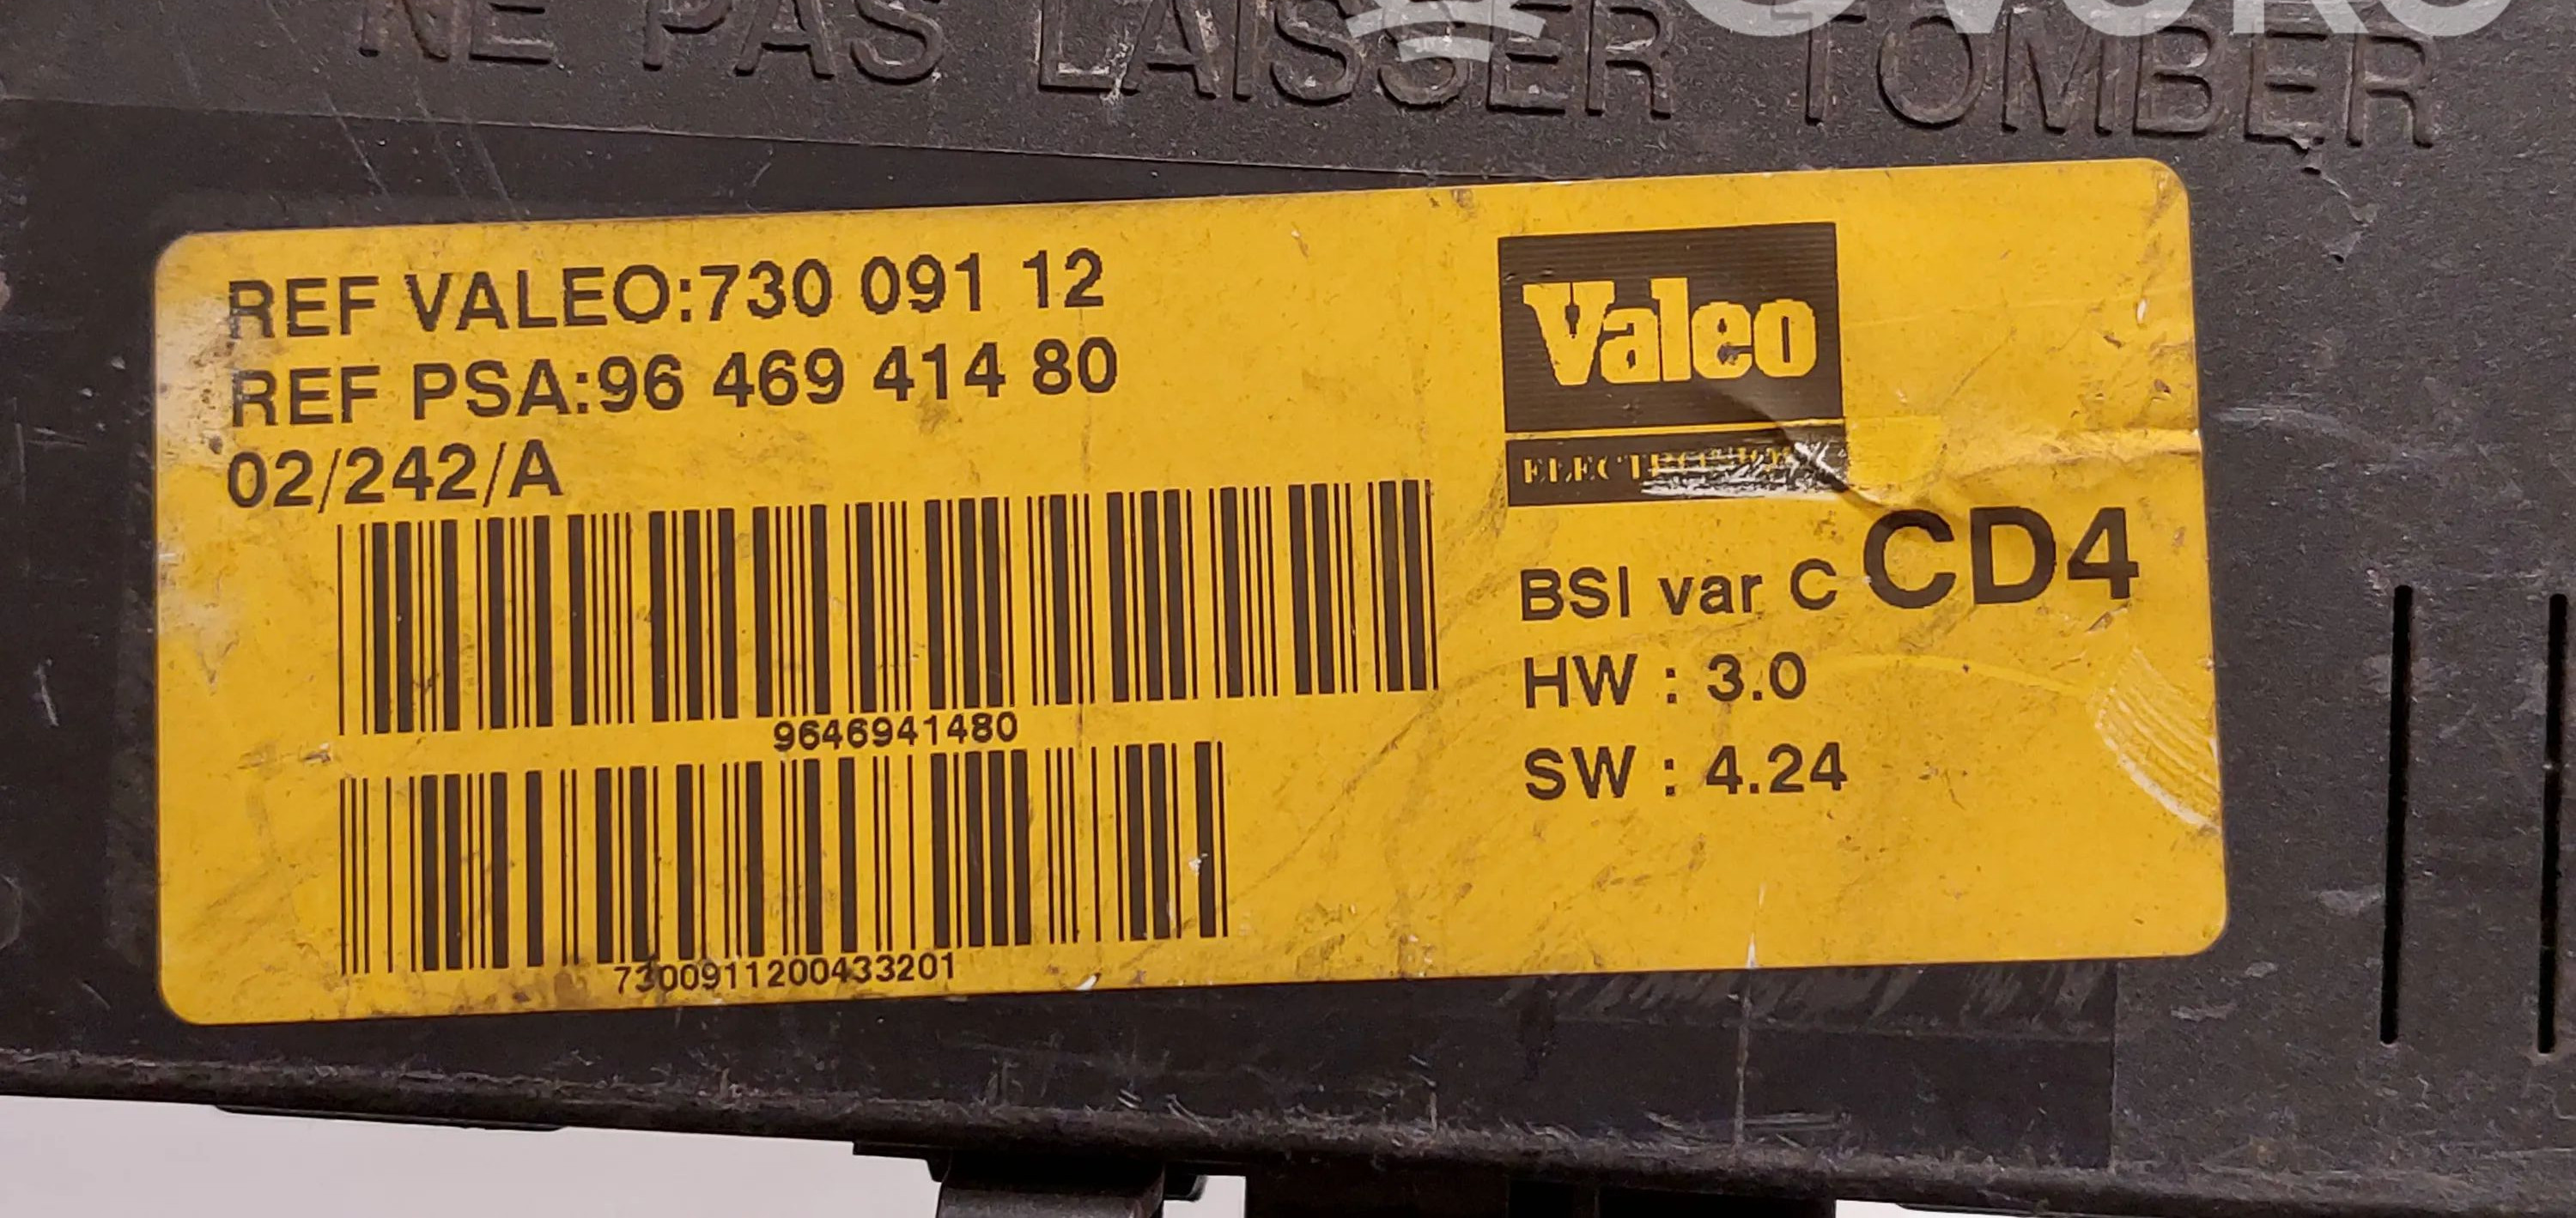 NE PAS LAISSER TOMBER
REF VALEO:730 091 12
REF PSA:96 469 414 80
02/242/A
9646941480
7300911200433201
Valeo
BSI var C CD4
HW : 3.0
SW : 4.24